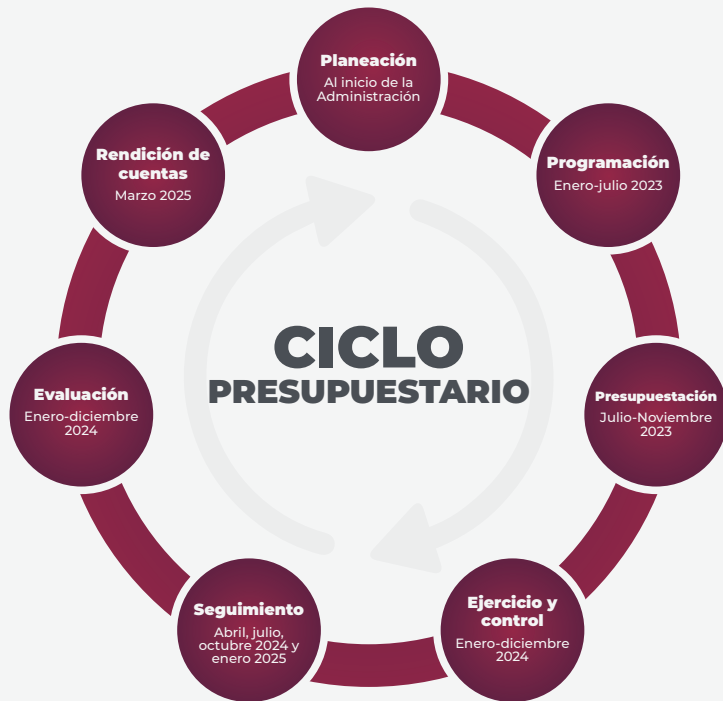 Planeación
Al inicio de la
Administración
Programación
Enero-julio 2023
Presupuestación
Julio-Noviembre
2023
Ejercicio y
control
Enero-diciembre
2024
Seguimiento
Abril, julio,
octubre 2024 y
enero 2025
Evaluación
Enero-diciembre
2024
Rendición de
cuentas
Marzo 2025
CICLO
PRESUPUESTARIO